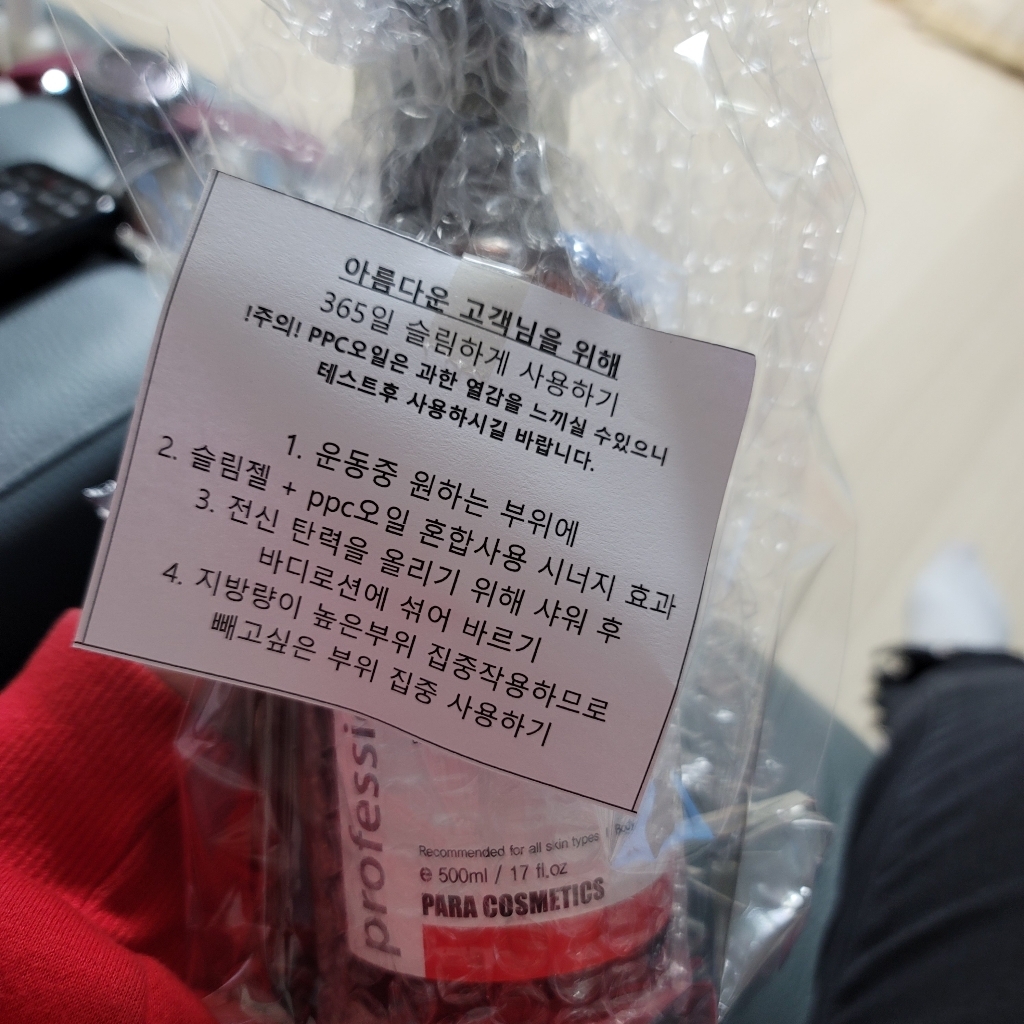 아름다운 고객님을 위해
365일 슬림하게 사용하기
!주의! PPC오일은 과한 열감을 느끼실 수있으니
테스트후 사용하시길 바랍니다.
1. 운동중 원하는 부위에
2. 슬림젤 + ppc오일 혼합사용 시너지 효과
3. 전신 탄력을 올리기 위해 샤워 후
바디로션에 섞어 바르기
4. 지방량이 높은부위 집중작용하므로
빼고싶은 부위 집중 사용하기
professi
Recommended for all skin types | Body
e 500ml / 17 fl.oz
PARA COSMETICS